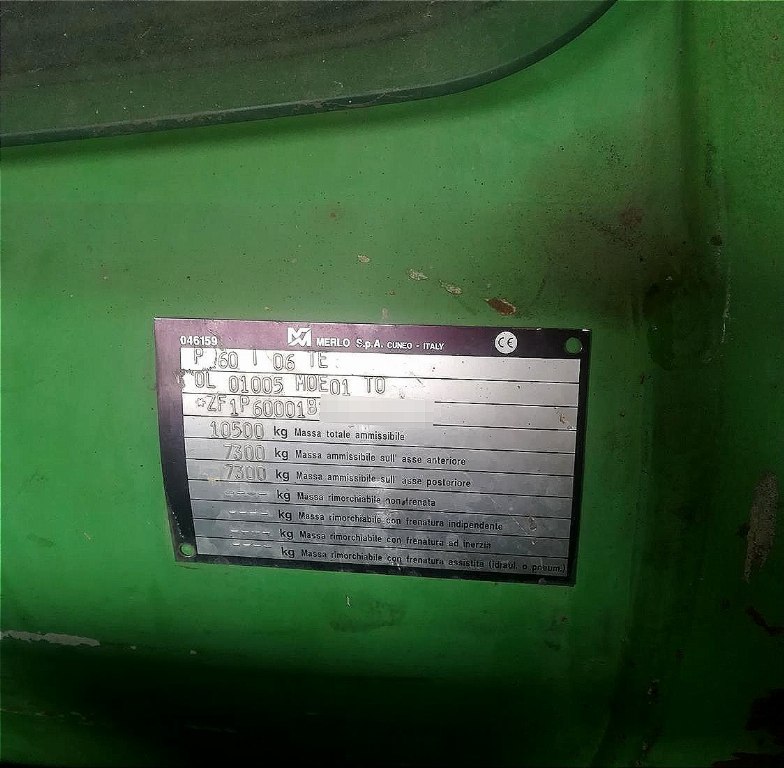 046159 MERLO S.p.A. CUNEO - ITALY CE
P 60 T 06 TE
OL 01005 MOE01 TO
*ZF1P60001B
10500 kg Massa totale ammissibile
7300 kg Massa ammissibile sull' asse anteriore
7300 kg Massa ammissibile sull' asse posteriore
---- kg Massa rimorchiabile non frenata
---- kg Massa rimorchiabile con frenatura indipendente
---- kg Massa rimorchiabile con frenatura ad inerzia
---- kg Massa rimorchiabile con frenatura assistita (idraul. o pneum.)